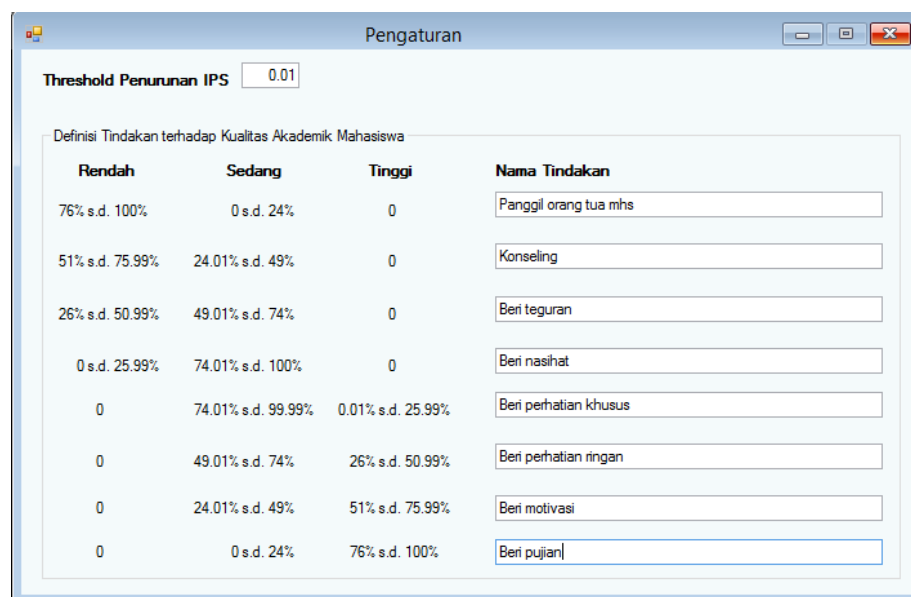 Pengaturan
Threshold Penurunan IPS 0.01
Definisi Tindakan terhadap Kualitas Akademik Mahasiswa
Rendah Sedang Tinggi Nama Tindakan
76% s.d. 100% 0 s.d. 24% 0 Panggil orang tua mhs
51% s.d. 75.99% 24.01% s.d. 49% 0 Konseling
26% s.d. 50.99% 49.01% s.d. 74% 0 Beri teguran
0 s.d. 25.99% 74.01% s.d. 100% 0 Beri nasihat
0 74.01% s.d. 99.99% 0.01% s.d. 25.99% Beri perhatian khusus
0 49.01% s.d. 74% 26% s.d. 50.99% Beri perhatian ringan
0 24.01% s.d. 49% 51% s.d. 75.99% Beri motivasi
0 0 s.d. 24% 76% s.d. 100% Beri pujian